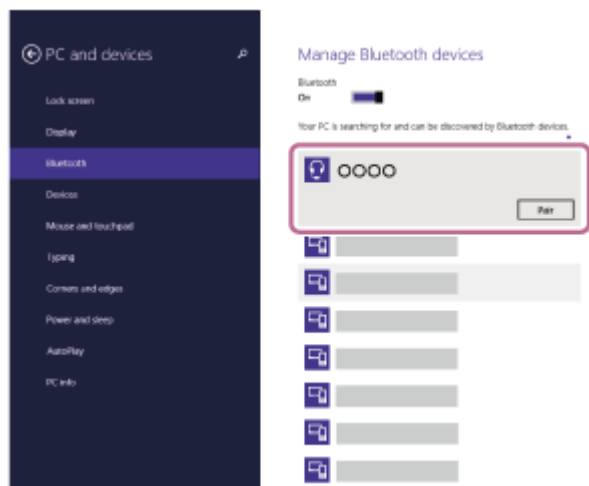 PC and devices
Lock screen
Display
Bluetooth
Devices
Mouse and touchpad
Typing
Corners and edges
Power and sleep
AutoPlay
PC info
Manage Bluetooth devices
Bluetooth
On
Your PC is searching for and can be discovered by Bluetooth devices.
OOOO
Pair